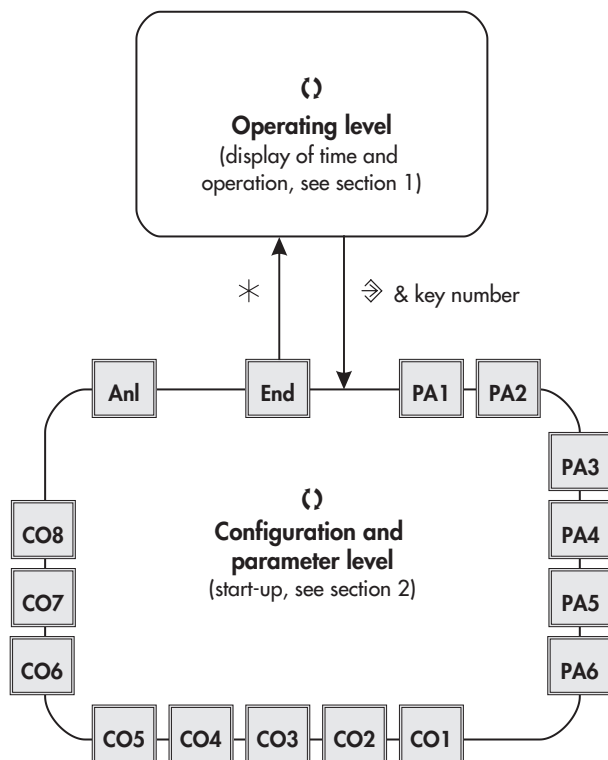 Operating level
(display of time and
operation, see section 1)
& key number
Anl
End
PA1
PA2
PA3
CO8
Configuration and
parameter level
(start-up, see section 2)
PA4
CO7
PA5
CO6
PA6
CO5
CO4
CO3
CO2
CO1